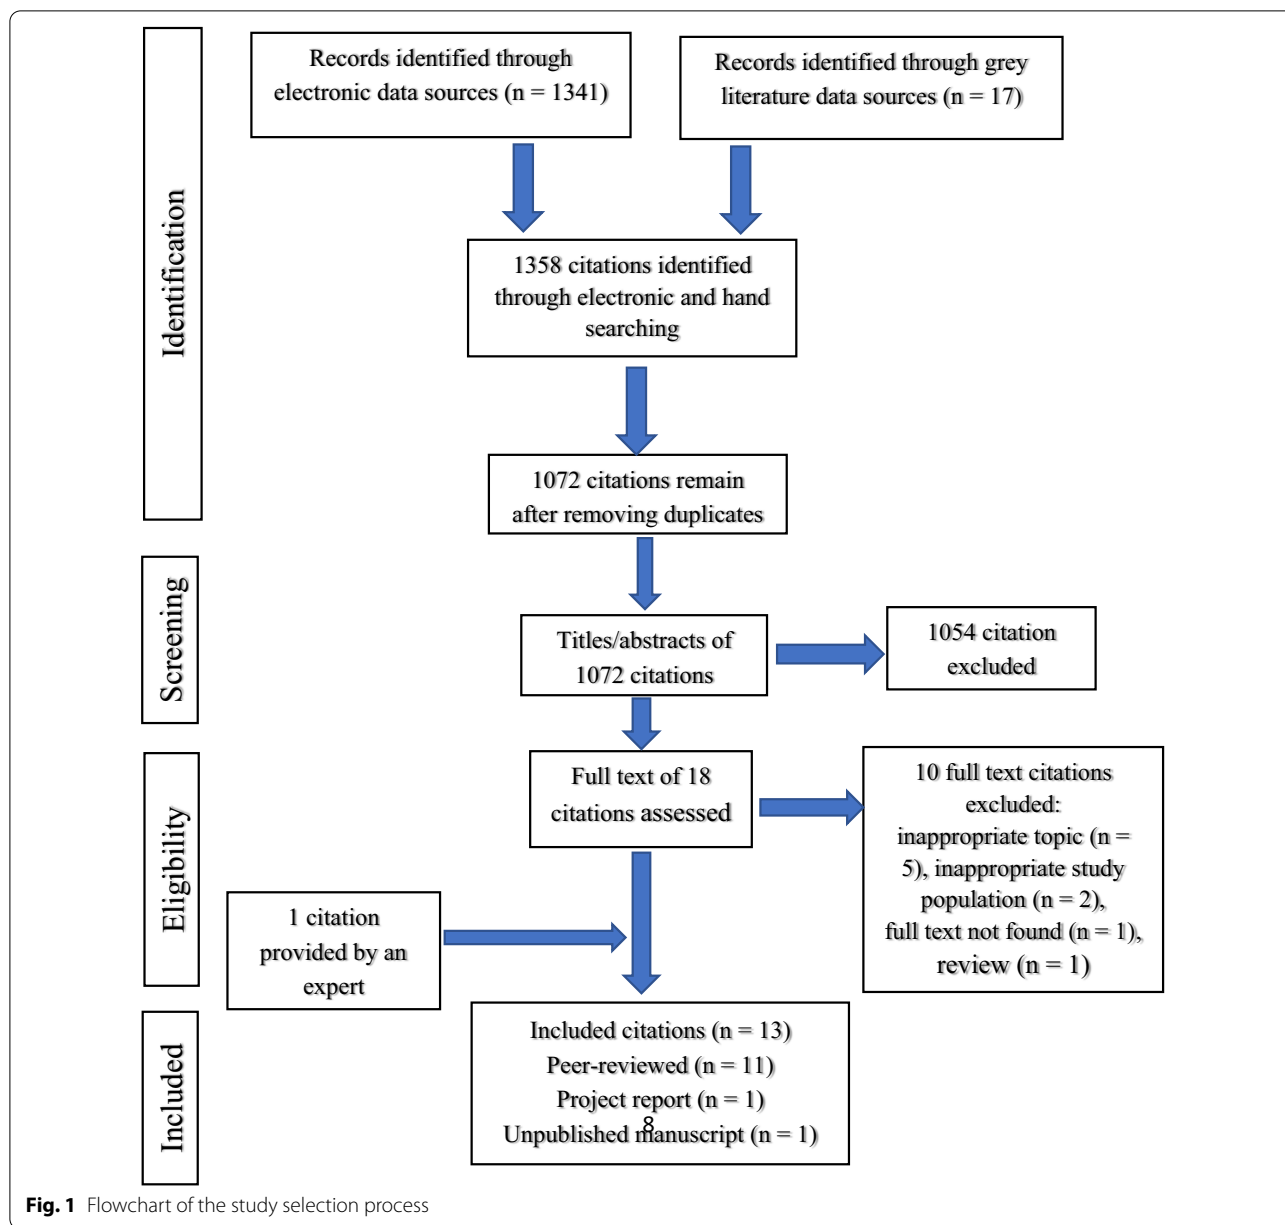 Identification
Records identified through
electronic data sources (n = 1341)
Records identified through grey
literature data sources (n = 17)
1358 citations identified
through electronic and hand
searching
1072 citations remain
after removing duplicates
Screening
Titles/abstracts of
1072 citations
1054 citation
excluded
Eligibility
Full text of 18
citations assessed
10 full text citations
excluded:
inappropriate topic (n =
5), inappropriate study
population (n = 2),
full text not found (n = 1),
review (n = 1)
1 citation
provided by an
expert
Included
Included citations (n = 13)
Peer-reviewed (n = 11)
Project report (n = 1)
8
Unpublished manuscript (n = 1)
Fig. 1 Flowchart of the study selection process